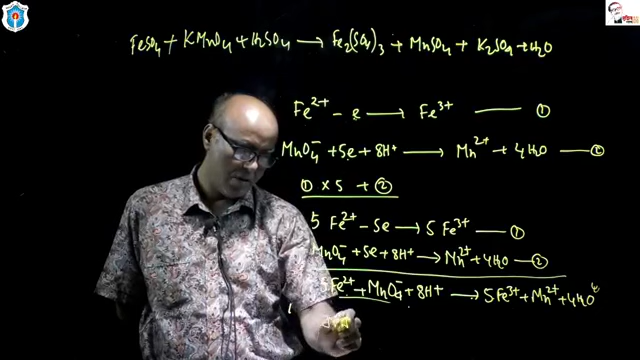 FeSO4 + KMnO4 + H2SO4 → Fe2(SO4)3 + MnSO4 + K2SO4 + H2O
Fe2+ - e → Fe3+ —— ①
MnO4- + 5e + 8H+ → Mn2+ + 4H2O —— ②
① × 5 + ②
5 Fe2+ - 5e → 5 Fe3+ —— ①
MnO4- + 5e + 8H+ → Mn2+ + 4H2O — ②
5Fe2+ + MnO4- + 8H+ → 5Fe3+ + Mn2+ + 4H2O